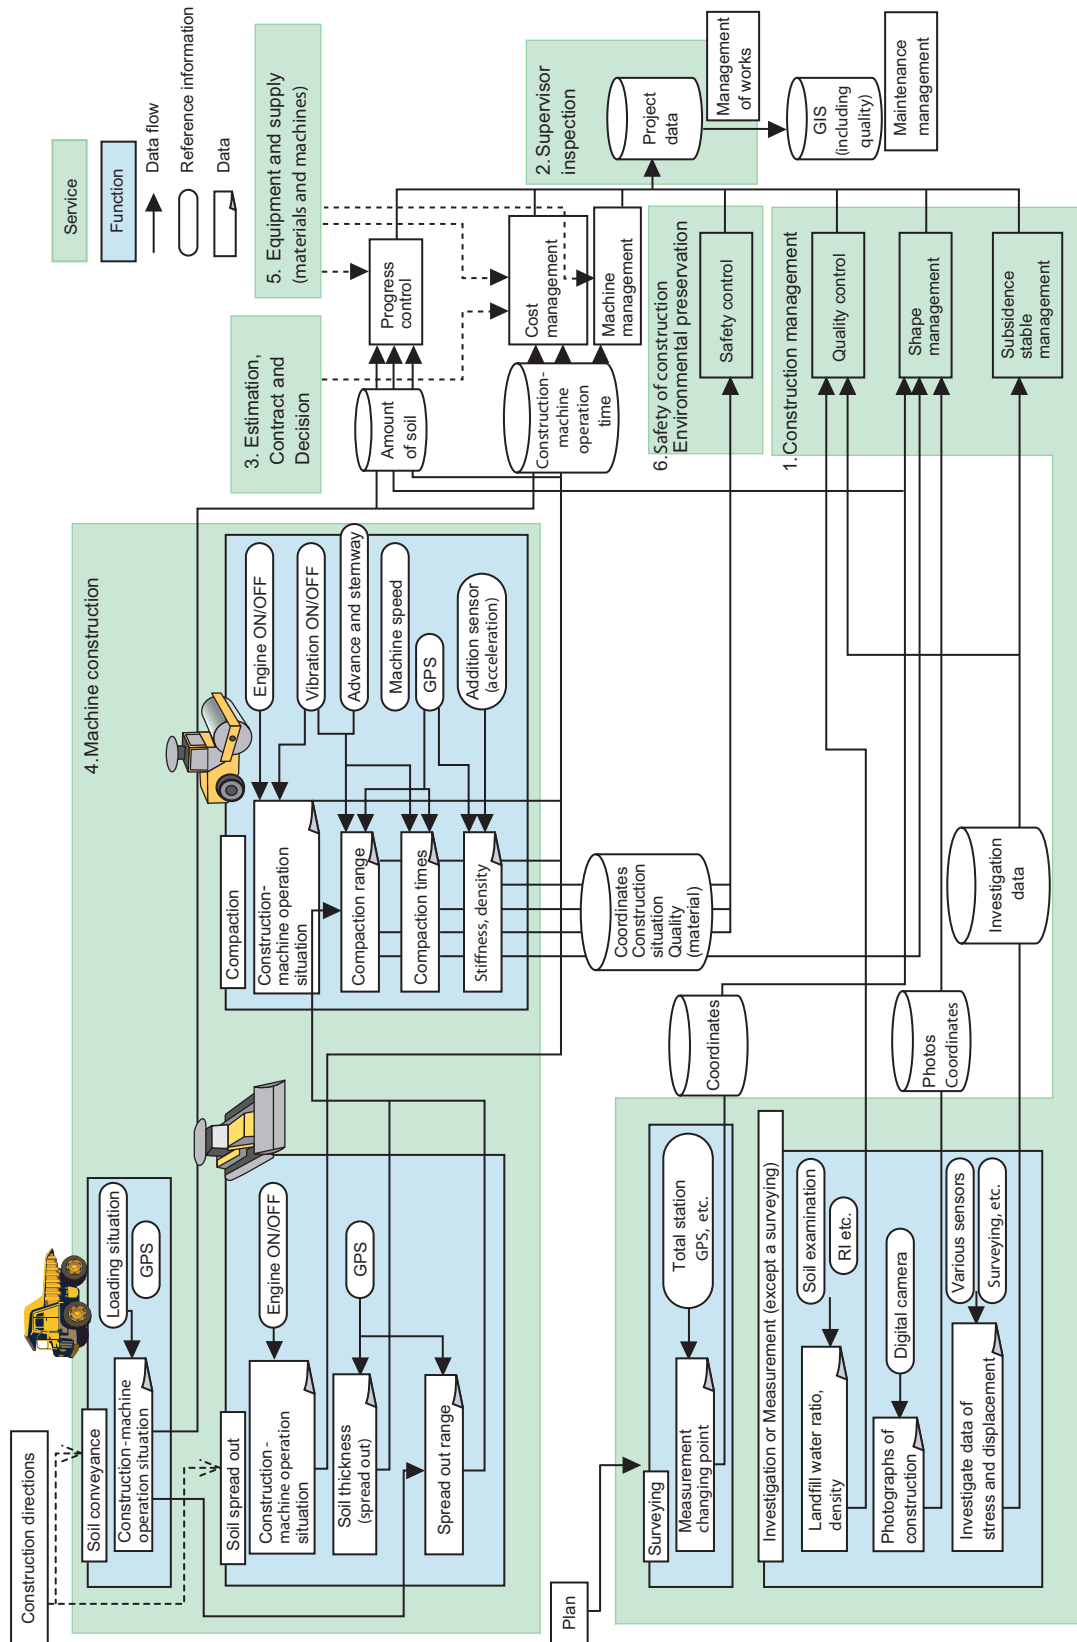 Service
Function
Data flow
Reference information
Data
5. Equipment and supply
(materials and machines)
3. Estimation,
Contract and
Decision
2. Supervisor
inspection
Project
data
Management
of works
GIS
(including
quality)
Maintenance
management
Progress
control
Cost
management
Machine
management
Amount
of soil
Construction-
machine
operation
time
6.Safety of construction
Environmental preservation
Safety control
1.Construction management
Quality control
Shape
management
Subsidence
stable
management
4.Machine construction
Construction directions
Soil conveyance
Construction-machine
operation situation
Loading situation
GPS
Soil spread out
Construction-
machine operation
situation
Engine ON/OFF
Soil thickness
(spread out)
GPS
Spread out range
Compaction
Construction-
machine operation
situation
Engine ON/OFF
Vibration ON/OFF
Advance and sternway
Machine speed
GPS
Addition sensor
(acceleration)
Compaction range
Compaction times
Stiffness, density
Coordinates
Construction
situation
Quality
(material)
Plan
Surveying
Measurement
changing point
Total station
GPS, etc.
Coordinates
Investigation or Measurement (except a surveying)
Landfill water ratio,
density
Soil examination
RI etc.
Photographs of
construction
Digital camera
Photos
Coordinates
Investigate data of
stress and displacement
Various sensors
Surveying, etc.
Investigation
data